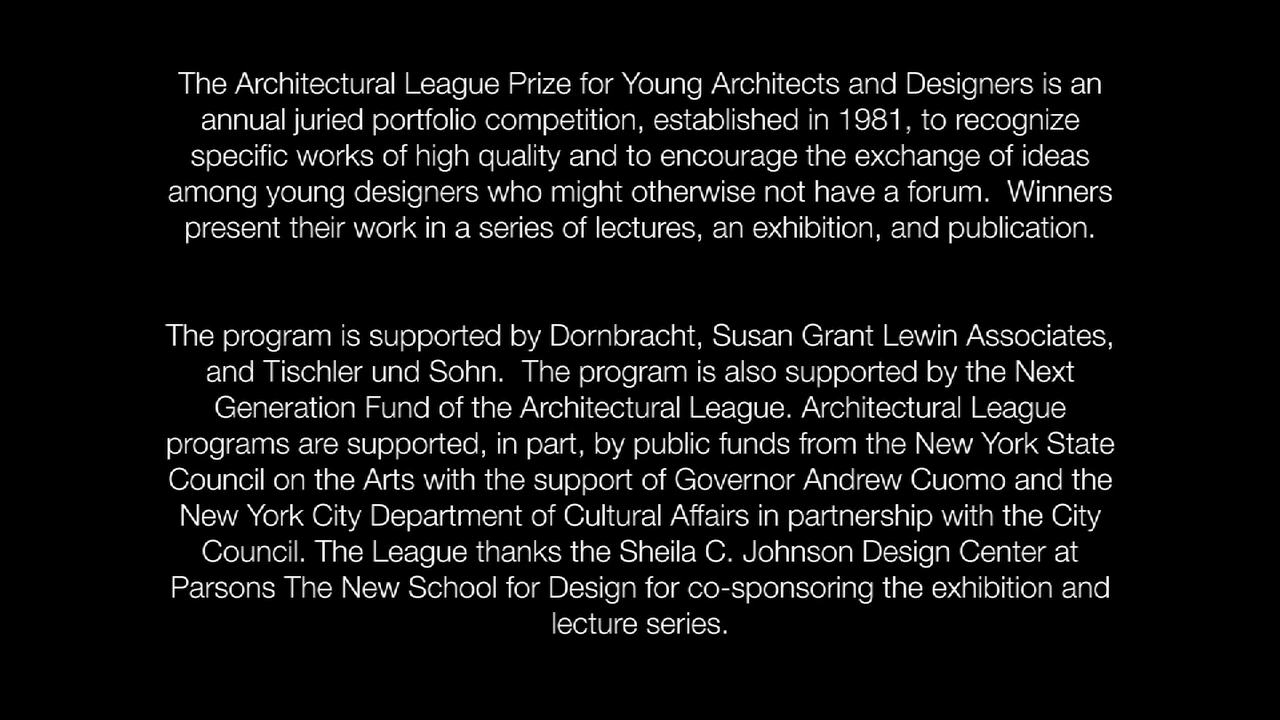 The Architectural League Prize for Young Architects and Designers is an
annual juried portfolio competition, established in 1981, to recognize
specific works of high quality and to encourage the exchange of ideas
among young designers who might otherwise not have a forum.  Winners
present their work in a series of lectures, an exhibition, and publication.
The program is supported by Dornbracht, Susan Grant Lewin Associates,
and Tischler und Sohn.  The program is also supported by the Next
Generation Fund of the Architectural League. Architectural League
programs are supported, in part, by public funds from the New York State
Council on the Arts with the support of Governor Andrew Cuomo and the
New York City Department of Cultural Affairs in partnership with the City
Council. The League thanks the Sheila C. Johnson Design Center at
Parsons The New School for Design for co-sponsoring the exhibition and
lecture series.